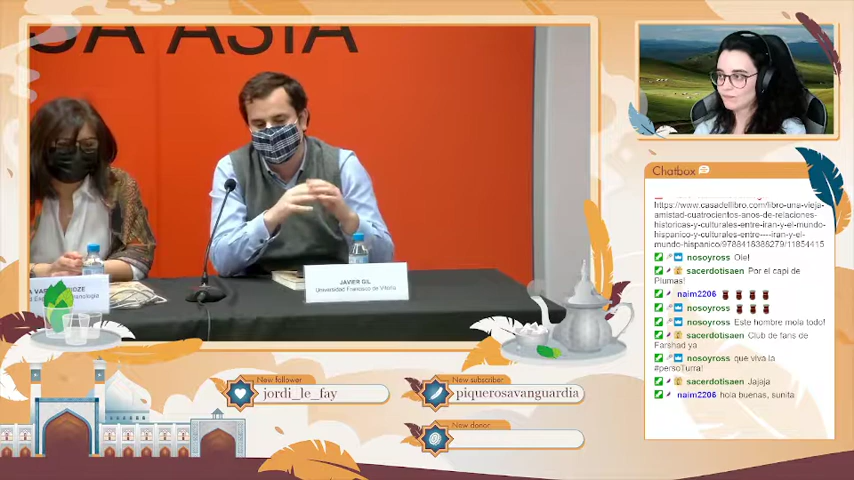 SA ASIA
JAVIER GIL
Universidad Francisco de Vitoria
Chatbox
https://www.casadellibro.com/libro-una-vieja-
amistad-cuatrocientos-anos-de-relaciones-
historicas-y-culturales-entre-iran-y-el-
mundo-hispanico-y-culturales-entre----iran-y-el-
mundo-hispanico/9788418388279/11854415
nosoyross Ole!
sacerdotisaen Por el capi de
Plumas!
naim2206
nosoyross
nosoyross Este hombre mola todo!
sacerdotisaen Club de fans de
Farshad ya
nosoyross que viva la
#persoTurra!
sacerdotisaen Jajaja
naim2206 hola buenas, sunita
New follower
jordi_le_fay
New subscriber
piquerosavanguardia
New donor